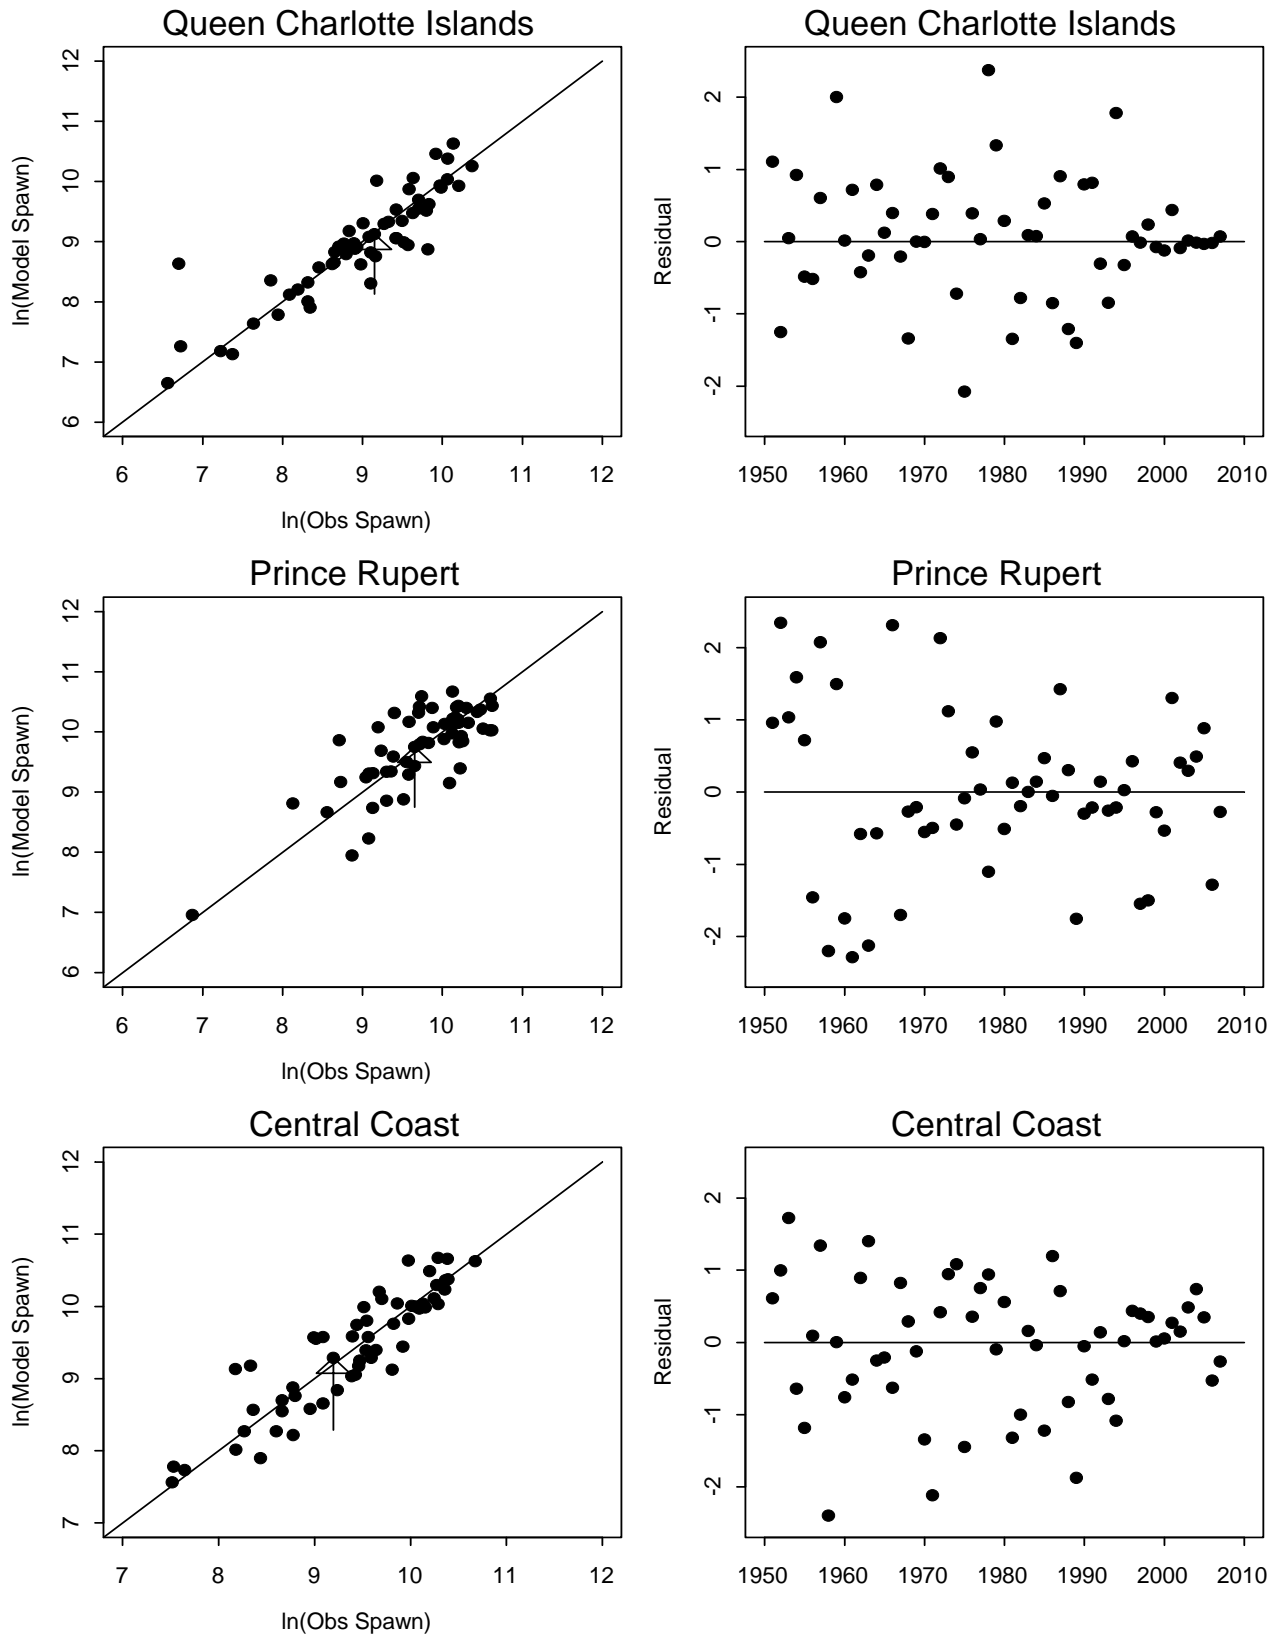 Queen Charlotte Islands
ln(Model Spawn)
12
11
10
9
8
7
6
6 7 8 9 10 11 12
ln(Obs Spawn)
Queen Charlotte Islands
Residual
2
1
0
-1
-2
1950 1960 1970 1980 1990 2000 2010
Prince Rupert
ln(Model Spawn)
12
11
10
9
8
7
6
6 7 8 9 10 11 12
ln(Obs Spawn)
Prince Rupert
Residual
2
1
0
-1
-2
1950 1960 1970 1980 1990 2000 2010
Central Coast
ln(Model Spawn)
12
11
10
9
8
7
7 8 9 10 11 12
ln(Obs Spawn)
Central Coast
Residual
2
1
0
-1
-2
1950 1960 1970 1980 1990 2000 2010